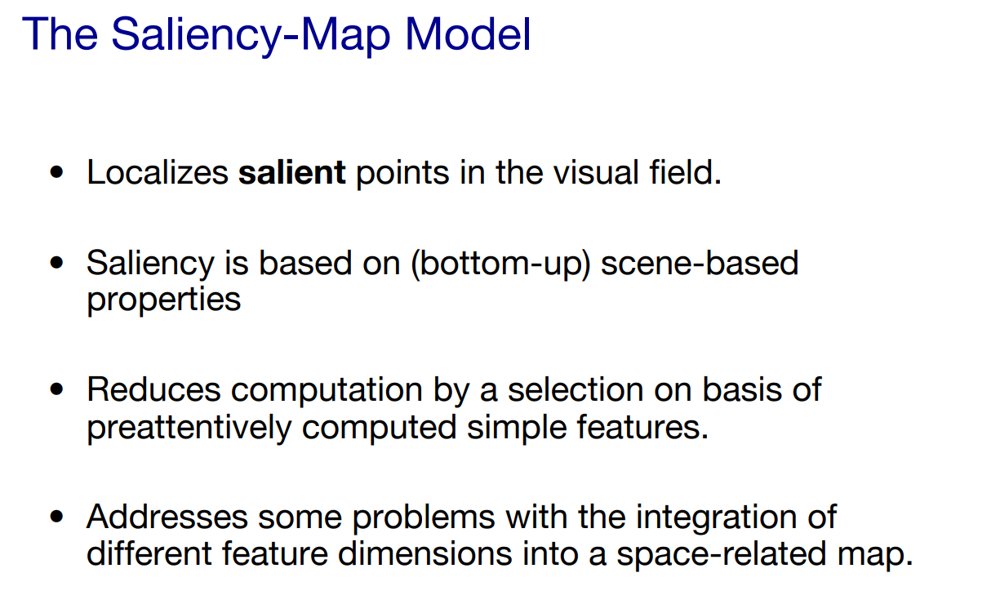 The Saliency-Map Model
• Localizes salient points in the visual field.
• Saliency is based on (bottom-up) scene-based
properties
• Reduces computation by a selection on basis of
preattentively computed simple features.
• Addresses some problems with the integration of
different feature dimensions into a space-related map.